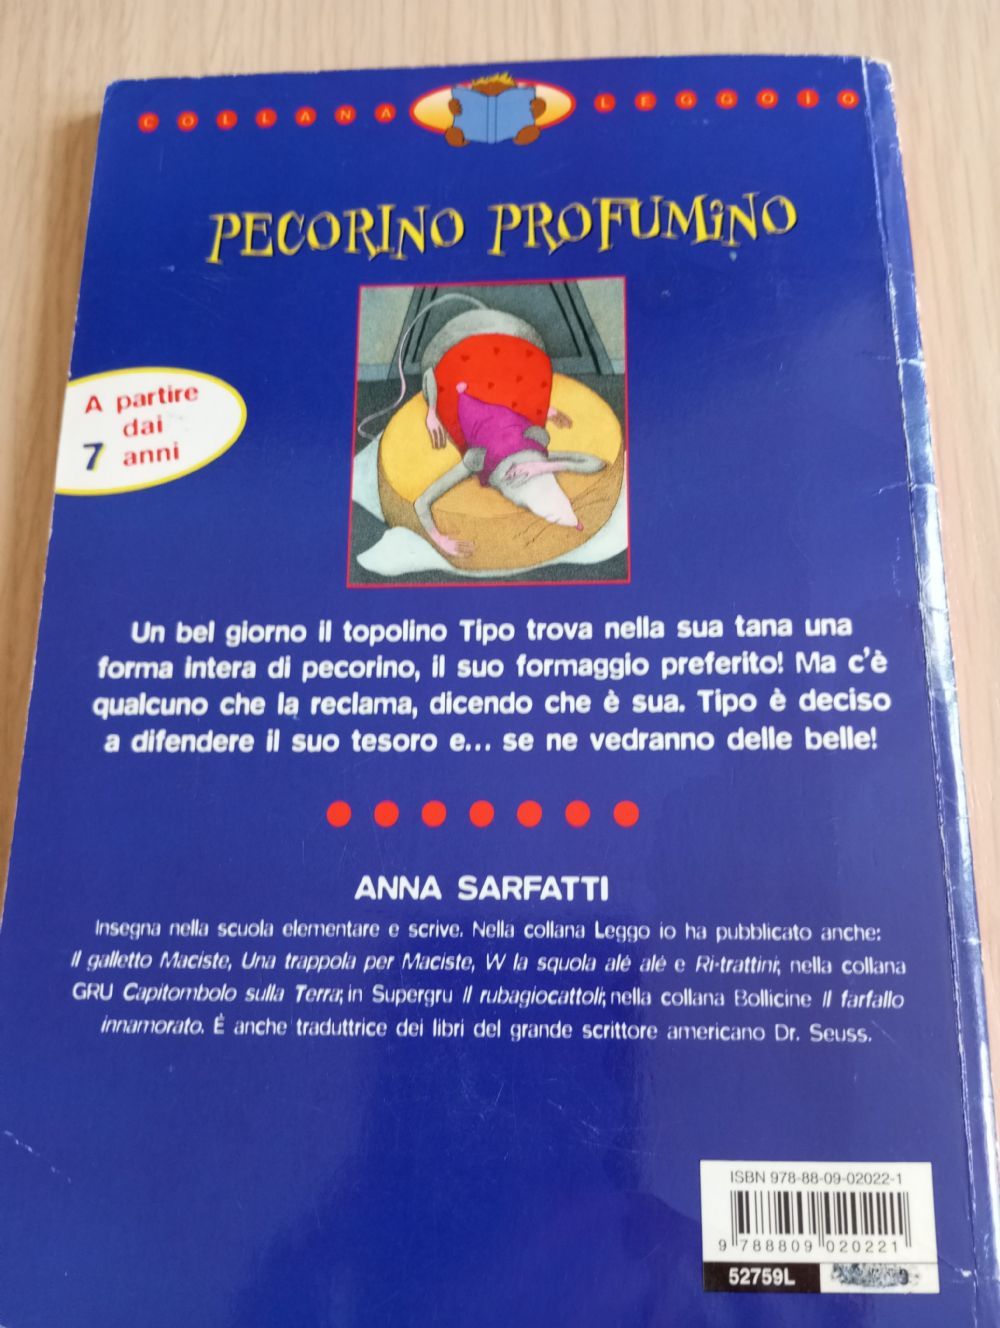 COLLANA LEGGOIO
PECORINO PROFUMiNO
A partire
dai
7 anni
Un bel giorno il topolino Tipo trova nella sua tana una
forma intera di pecorino, il suo formaggio preferito! Ma c'è
qualcuno che la reclama, dicendo che è sua. Tipo è deciso
a difendere il suo tesoro e... se ne vedranno delle belle!
ANNA SARFATTI
Insegna nella scuola elementare e scrive. Nella collana Leggo io ha pubblicato anche:
Il galletto Maciste, Una trappola per Maciste, W la squola alé alé e Ri-trattini; nella collana
GRU Capitombolo sulla Terra; in Supergru Il rubagiocattoli; nella collana Bollicine Il farfallo
innamorato. È anche traduttrice dei libri del grande scrittore americano Dr. Seuss.
ISBN 978-88-09-02022-1
9 788809 020221
52759L